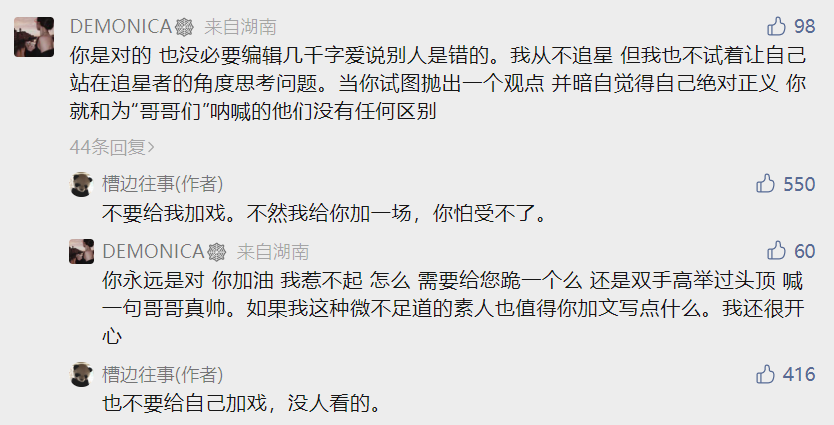 DEMONICA 来自湖南 98
你是对的 也没必要编辑几千字爱说别人是错的。我从不追星 但我也不试着让自己
站在追星者的角度思考问题。当你试图抛出一个观点 并暗自觉得自己绝对正义 你
就和为“哥哥们”呐喊的他们没有任何区别
44条回复>
槽边往事(作者) 550
不要给我加戏。不然我给你加一场，你怕受不了。
DEMONICA 来自湖南 60
你永远是对 你加油 我惹不起 怎么 需要给您跪一个么 还是双手高举过头顶 喊
一句哥哥真帅。如果我这种微不足道的素人也值得你加文写点什么。我还很开
心
槽边往事(作者) 416
也不要给自己加戏，没人看的。